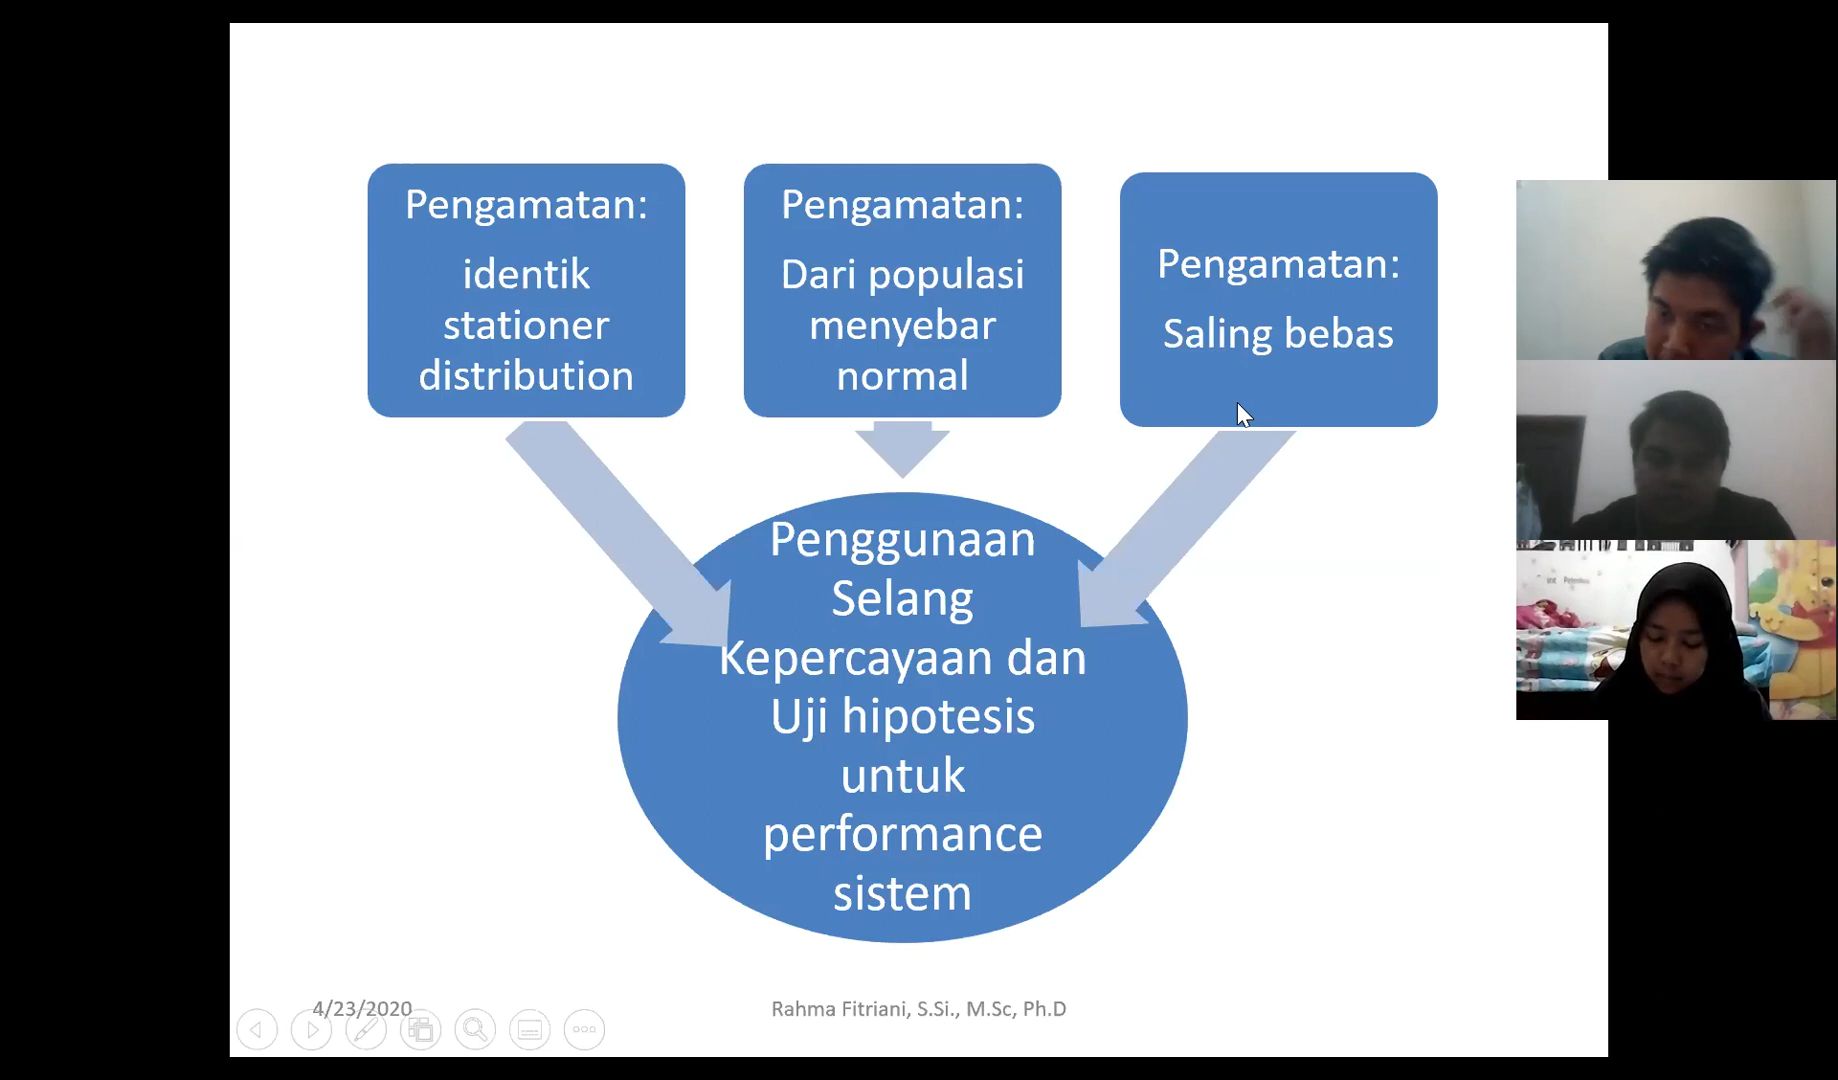 Pengamatan:
identik
stationer
distribution
Pengamatan:
Dari populasi
menyebar
normal
Pengamatan:
Saling bebas
Penggunaan
Selang
Kepercayaan dan
Uji hipotesis
untuk
performance
sistem
4/23/2020
Rahma Fitriani, S.Si., M.Sc, Ph.D